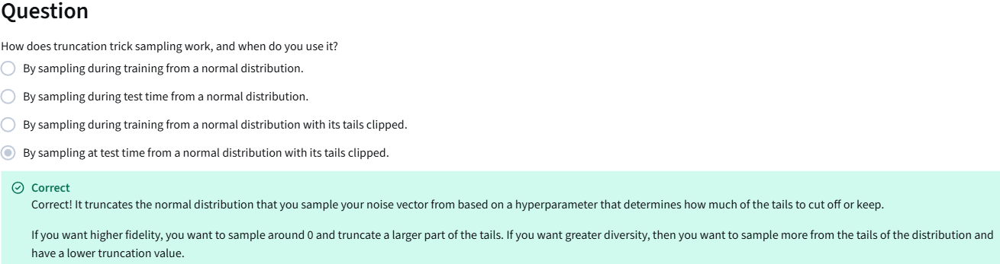 Question
How does truncation trick sampling work, and when do you use it?
By sampling during training from a normal distribution.
By sampling during test time from a normal distribution.
By sampling during training from a normal distribution with its tails clipped.
By sampling at test time from a normal distribution with its tails clipped.
Correct
Correct! It truncates the normal distribution that you sample your noise vector from based on a hyperparameter that determines how much of the tails to cut off or keep.
If you want higher fidelity, you want to sample around 0 and truncate a larger part of the tails. If you want greater diversity, then you want to sample more from the tails of the distribution and
have a lower truncation value.